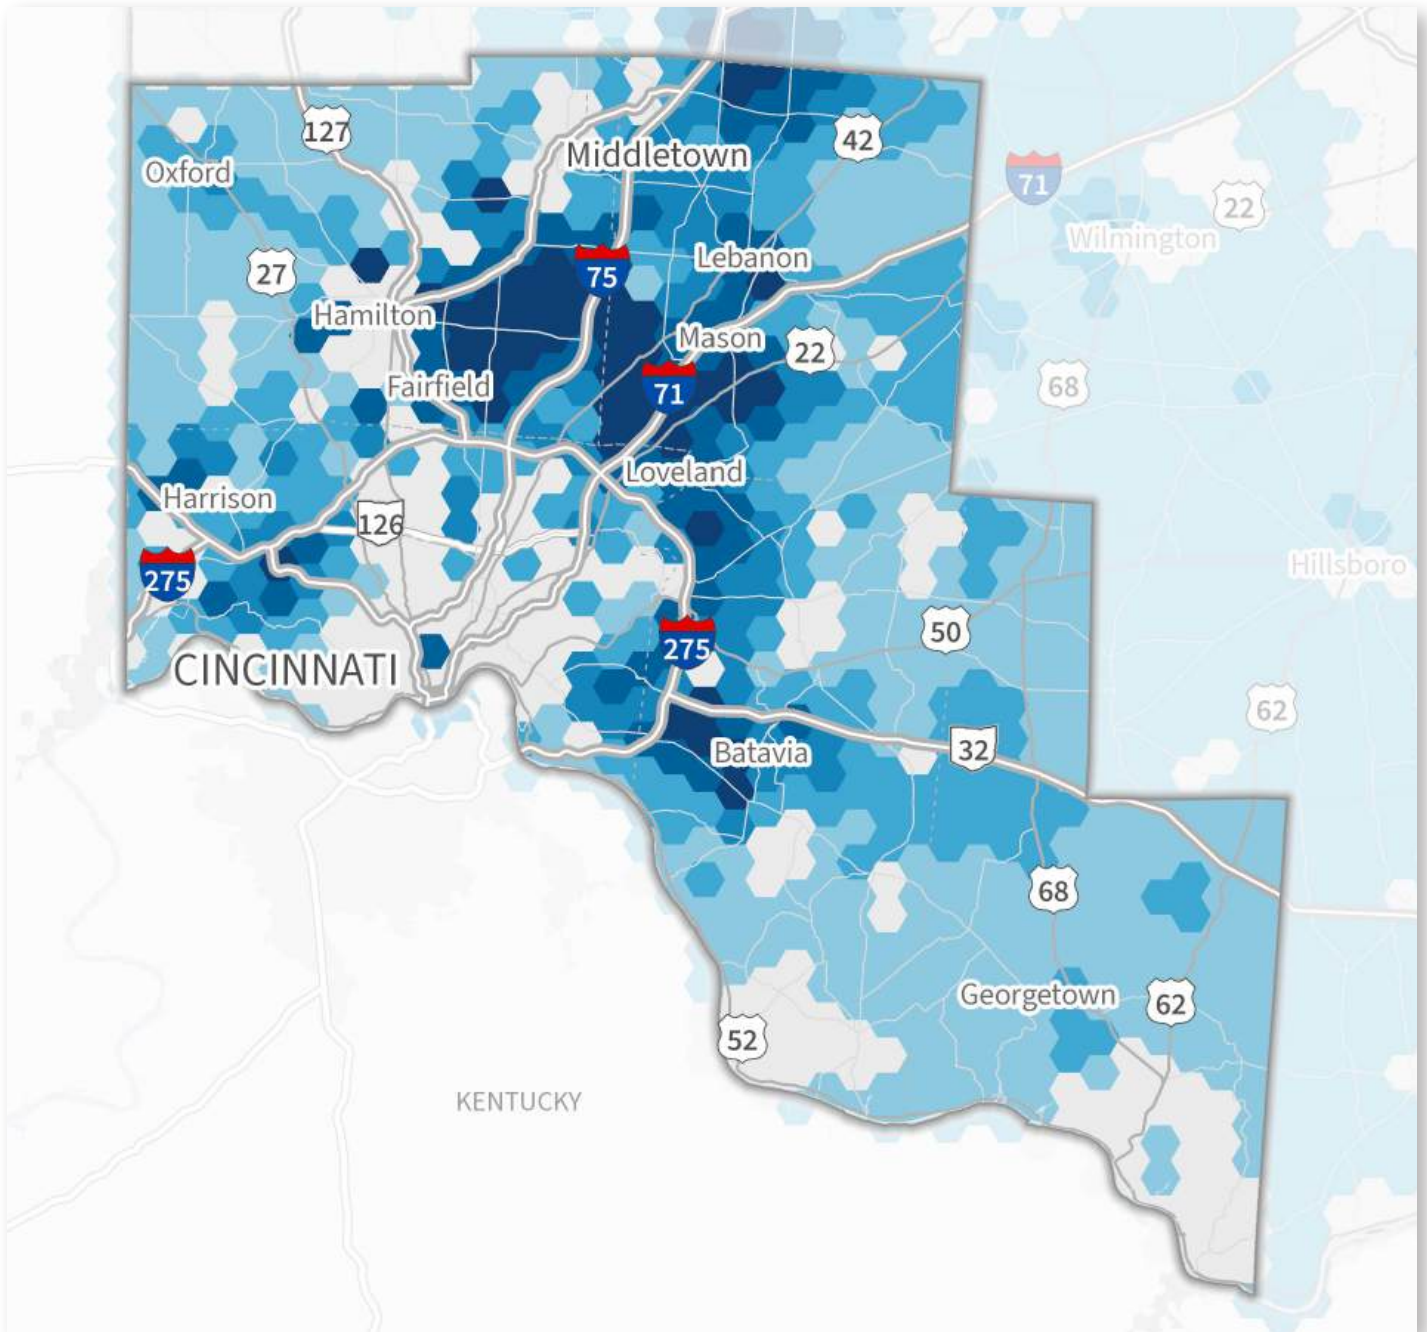 127
42
Middletown
Oxford
71
22
Wilmington
27
Lebanon
75
Hamilton
Mason
22
Fairfield
71
68
Loveland
Harrison
126
Hillsboro
275
50
275
CINCINNATI
62
32
Batavia
68
Georgetown
62
52
KENTUCKY